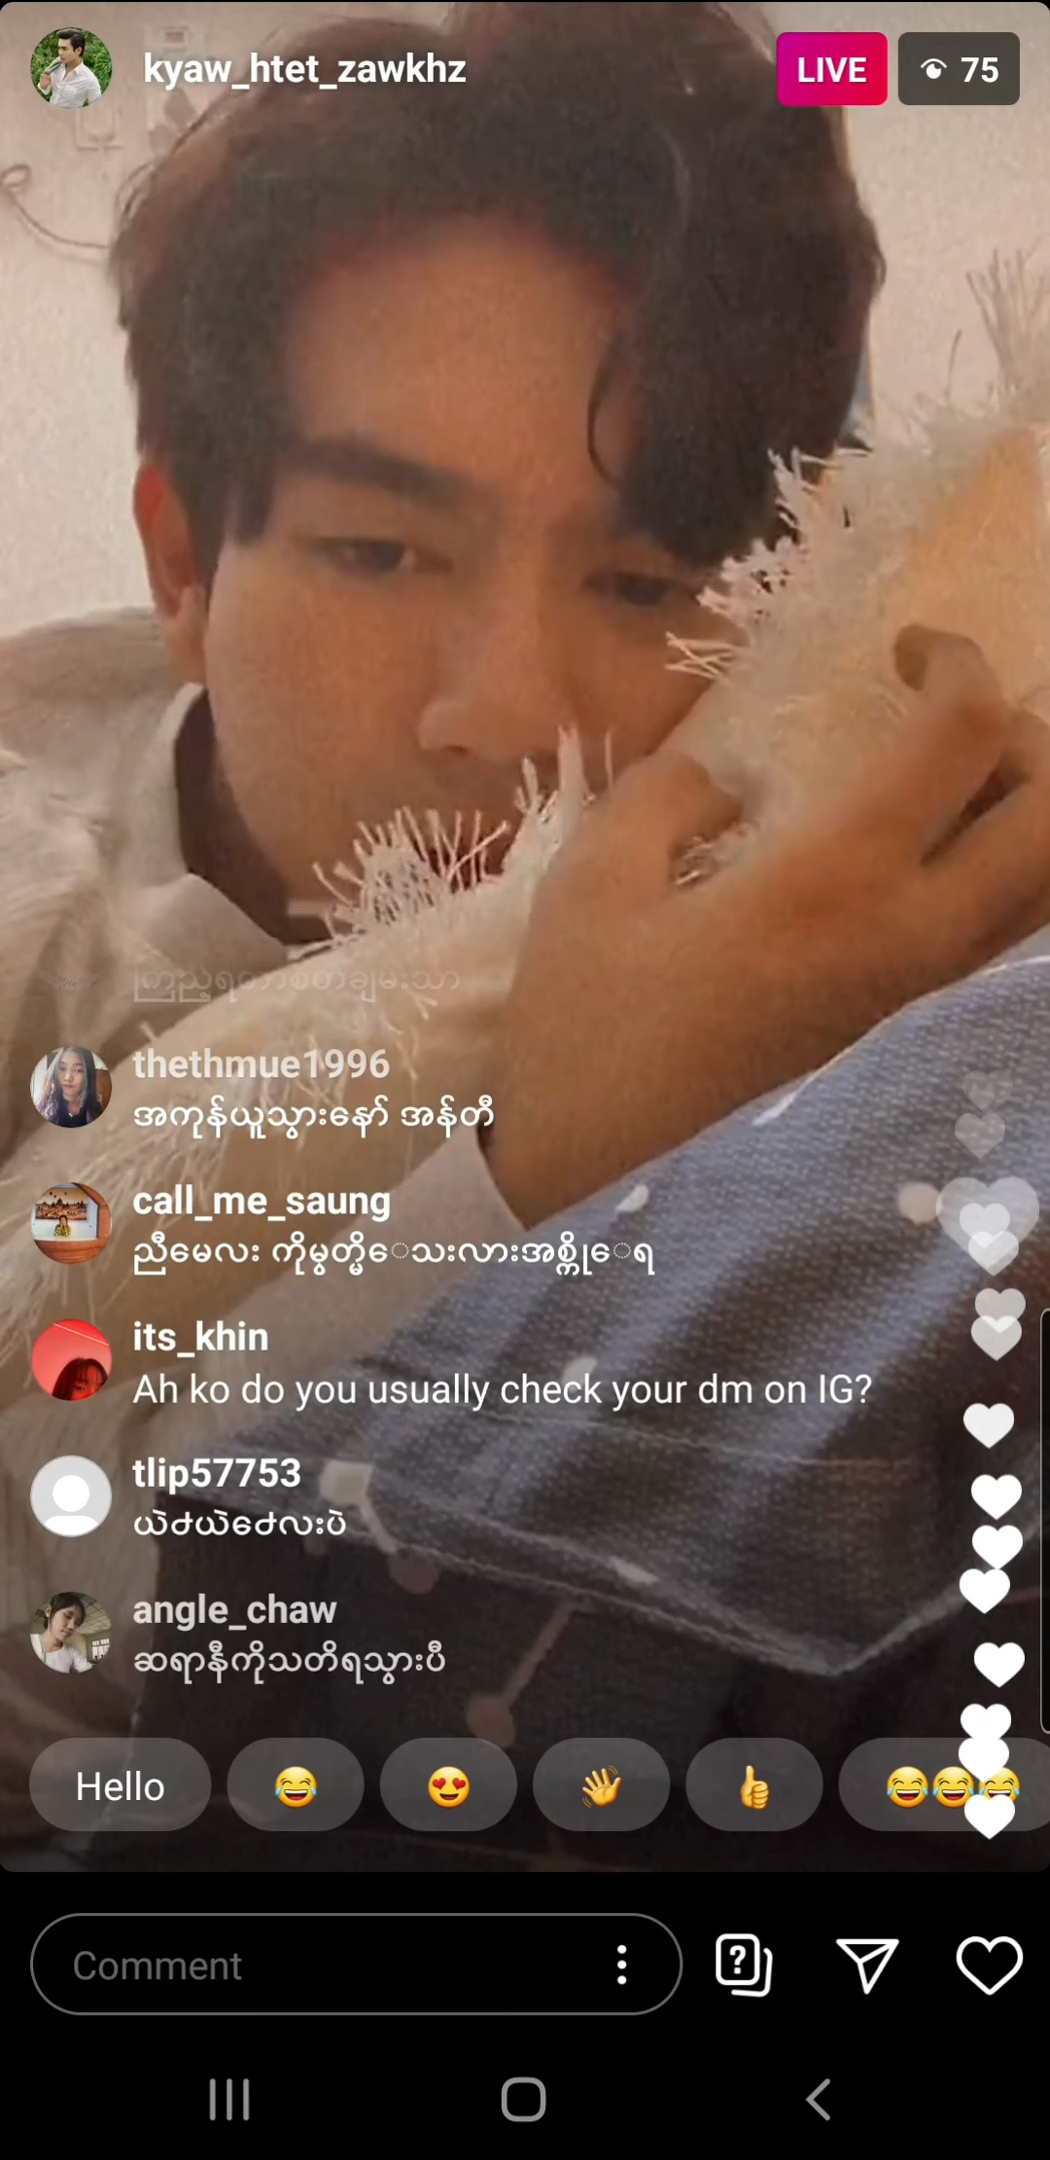 kyaw_htet_zawkhz
LIVE
75
thethmue1996
အကုန်ယူသွားနော် အန်တီ
call_me_saung
ညီမေလး ကိုမွတ္မိေသးလားအစ္ကိုေရ
its_khin
Ah ko do you usually check your dm on IG?
tlip57753
ယဲဇ်ယဲဇေ်လးပဲ
angle_chaw
ဆရာနီကိုသတိရသွားပီ
Hello
Comment